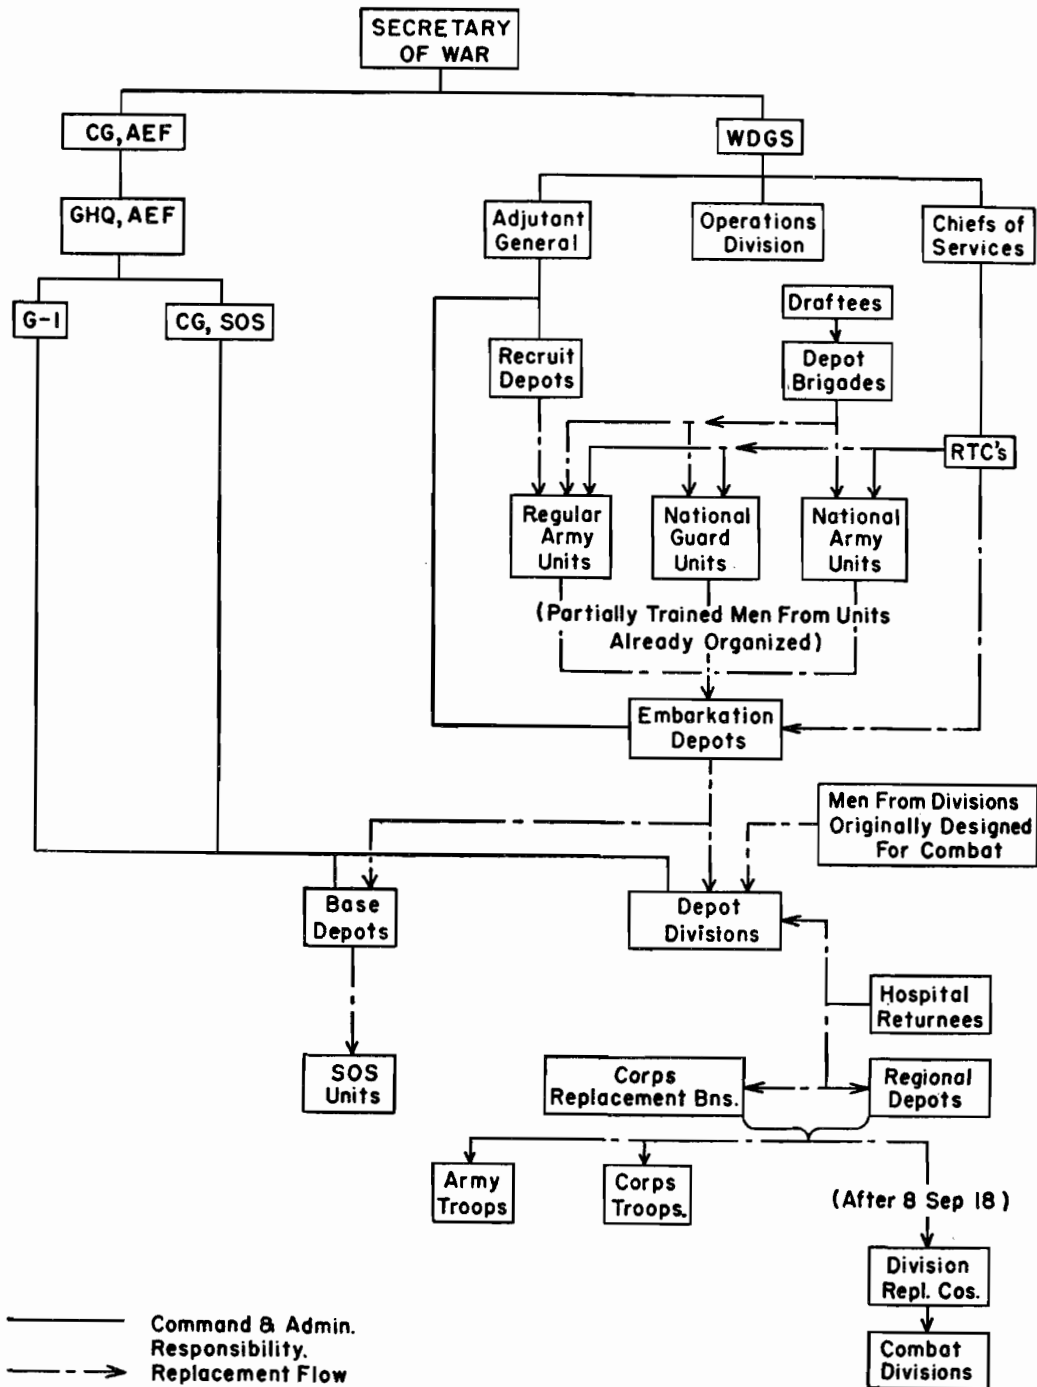 SECRETARY
OF WAR
CG, AEF
WDGS
GHQ, AEF
Adjutant
General
Operations
Division
Chiefs of
Services
G-1
CG, SOS
Draftees
Recruit
Depots
Depot
Brigades
RTC's
Regular
Army
Units
National
Guard
Units
National
Army
Units
(Partially Trained Men From Units
Already Organized)
Embarkation
Depots
Men From Divisions
Originally Designed
For Combat
Base
Depots
Depot
Divisions
Hospital
Returnees
SOS
Units
Corps
Replacement Bns.
Regional
Depots
Army
Troops
Corps
Troops.
(After 8 Sep 18)
Division
Repl. Cos.
Combat
Divisions
Command & Admin.
Responsibility.
Replacement Flow